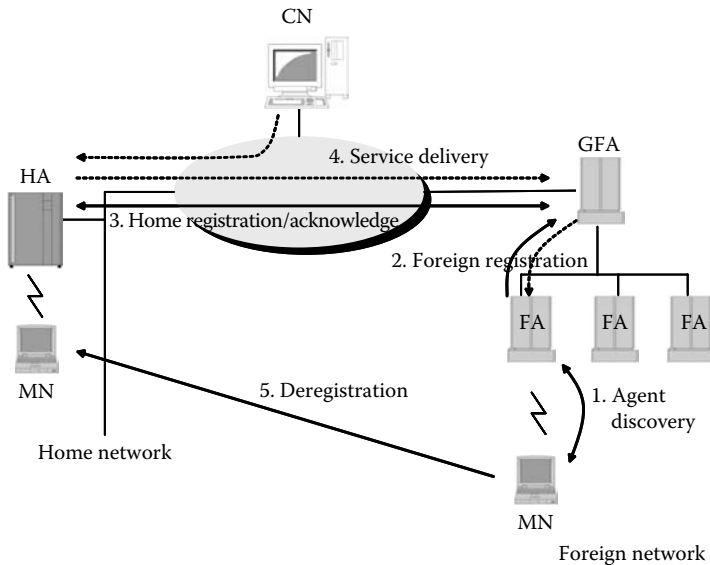 CN
4. Service delivery
GFA
HA
3. Home registration/acknowledge
2. Foreign registration
FA
FA
FA
MN
5. Deregistration
1. Agent
discovery
Home network
MN
Foreign network